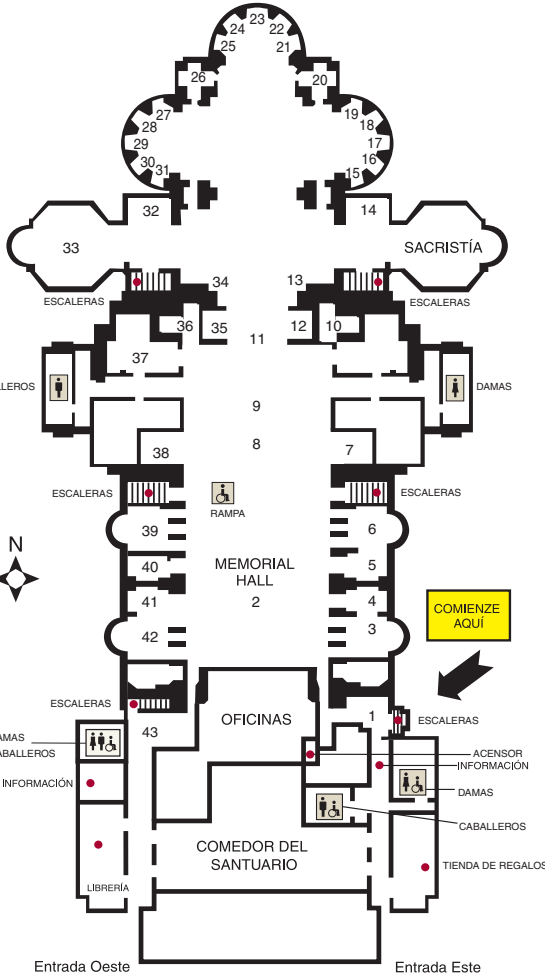 23
24 22
25 21
26 20
27 19
28 18
29 17
30 16
31 15
32 14
33 SACRISTÍA
ESCALERAS 34 13 ESCALERAS
36 35 12 10
11
37
LLEROS DAMAS
9
8
38 7
ESCALERAS ESCALERAS
RAMPA
39 6
N
40 5
MEMORIAL
HALL
2
41 4
42 3
COMIENZE
AQUÍ
ESCALERAS
43 OFICINAS 1 ESCALERAS
AMAS
CABALLEROS
ACENSOR
INFORMACIÓN
INFORMACIÓN
DAMAS
CABALLEROS
COMEDOR DEL
SANTUARIO
TIENDA DE REGALOS
LIBRERÍA
Entrada Oeste Entrada Este